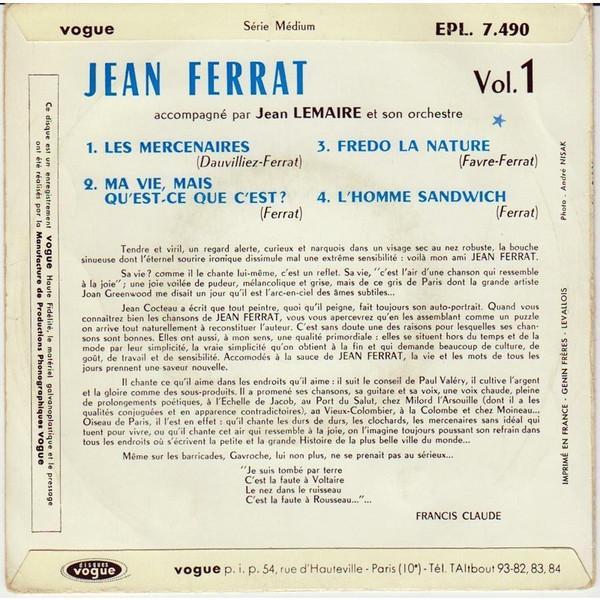 vogue
Série Médium
EPL. 7.490
JEAN FERRAT
Vol. 1
accompagné par Jean LEMAIRE et son orchestre
1. LES MERCENAIRES
(Dauvilliez-Ferrat)
2. MA VIE, MAIS
QU'EST-CE QUE C'EST?
(Ferrat)
3. FREDO LA NATURE
(Favre-Ferrat)
4. L'HOMME SANDWICH
(Ferrat)
Tendre et viril, un regard alerte, curieux et narquois dans un visage sec au nez robuste, la bouche
sinueuse dont l'éternel sourire ironique dissimule mal une extrême sensibilité : voilà mon ami JEAN FERRAT.
Sa vie? comme il le chante lui-même, c'est un reflet. Sa vie, "c'est l'air d'une chanson qui ressemble
à la joie" ; une joie voilée de pudeur, mélancolique et grise, mais de ce gris de Paris dont la grande artiste
Joan Greenwood me disait un jour qu'il est l'arc-en-ciel des âmes subtiles...
Jean Cocteau a écrit que tout peintre, quoi qu'il peigne, fait toujours son auto-portrait. Quand vous
connaîtrez bien les chansons de JEAN FERRAT, vous vous apercevrez qu'en les assemblant comme un puzzle
on arrive tout naturellement à reconstituer l'auteur. C'est sans doute une des raisons pour lesquelles ses chan-
sons sont bonnes. Elles ont aussi, à mon sens, une qualité primordiale : elles se situent hors du temps et de la
mode par leur simplicité, la vraie simplicité qu'on obtient à la fin et qui demande beaucoup de culture, de
goût, de travail et de sensibilité. Accomodés à la sauce de JEAN FERRAT, la vie et les mots de tous les jours
prennent une saveur nouvelle.
Il chante ce qu'il aime dans les endroits qu'il aime : il suit le conseil de Paul Valéry, il cultive l'argent
et la gloire comme des sous-produits. Il a promené ses chansons, sa guitare et sa voix, une voix chaude, pleine
de prolongements poétiques, à l'Echelle de Jacob, au Port du Salut, chez Milord l'Arsouille (dont il a les
qualités conjuguées et en apparence contradictoires), au Vieux-Colombier, à la Colombe et chez Moineau...
Oiseau de Paris, il l'est en effet : qu'il chante les durs de durs, les clochards, les mercenaires sans idéal qui
tuent pour vivre, ou qu'il chante cet air qui ressemble à la joie, on l'imagine toujours poussant son refrain dans
tous les endroits où s'écrivent la petite et la grande Histoire de la plus belle ville du monde...
Même sur les barricades, Gavroche, lui non plus, ne se prenait pas au sérieux...
"Je suis tombé par terre
C'est la faute à Voltaire
Le nez dans le ruisseau
C'est la faute à Rousseau..."...
FRANCIS CLAUDE
Ce disque est un enregistrement vogue Haute Fidélité, le matériel galvanoplastique et le pressage
ont été réalisés par la Manufacture de Productions Phonographiques Vogue
Photo : André NISAK
IMPRIMÉ EN FRANCE - GENIN FRÈRES - LEVALLOIS
disques
vogue
vogue p. i. p. 54, rue d'Hauteville - Paris (10e) - Tél. TAItbout 93-82, 83, 84